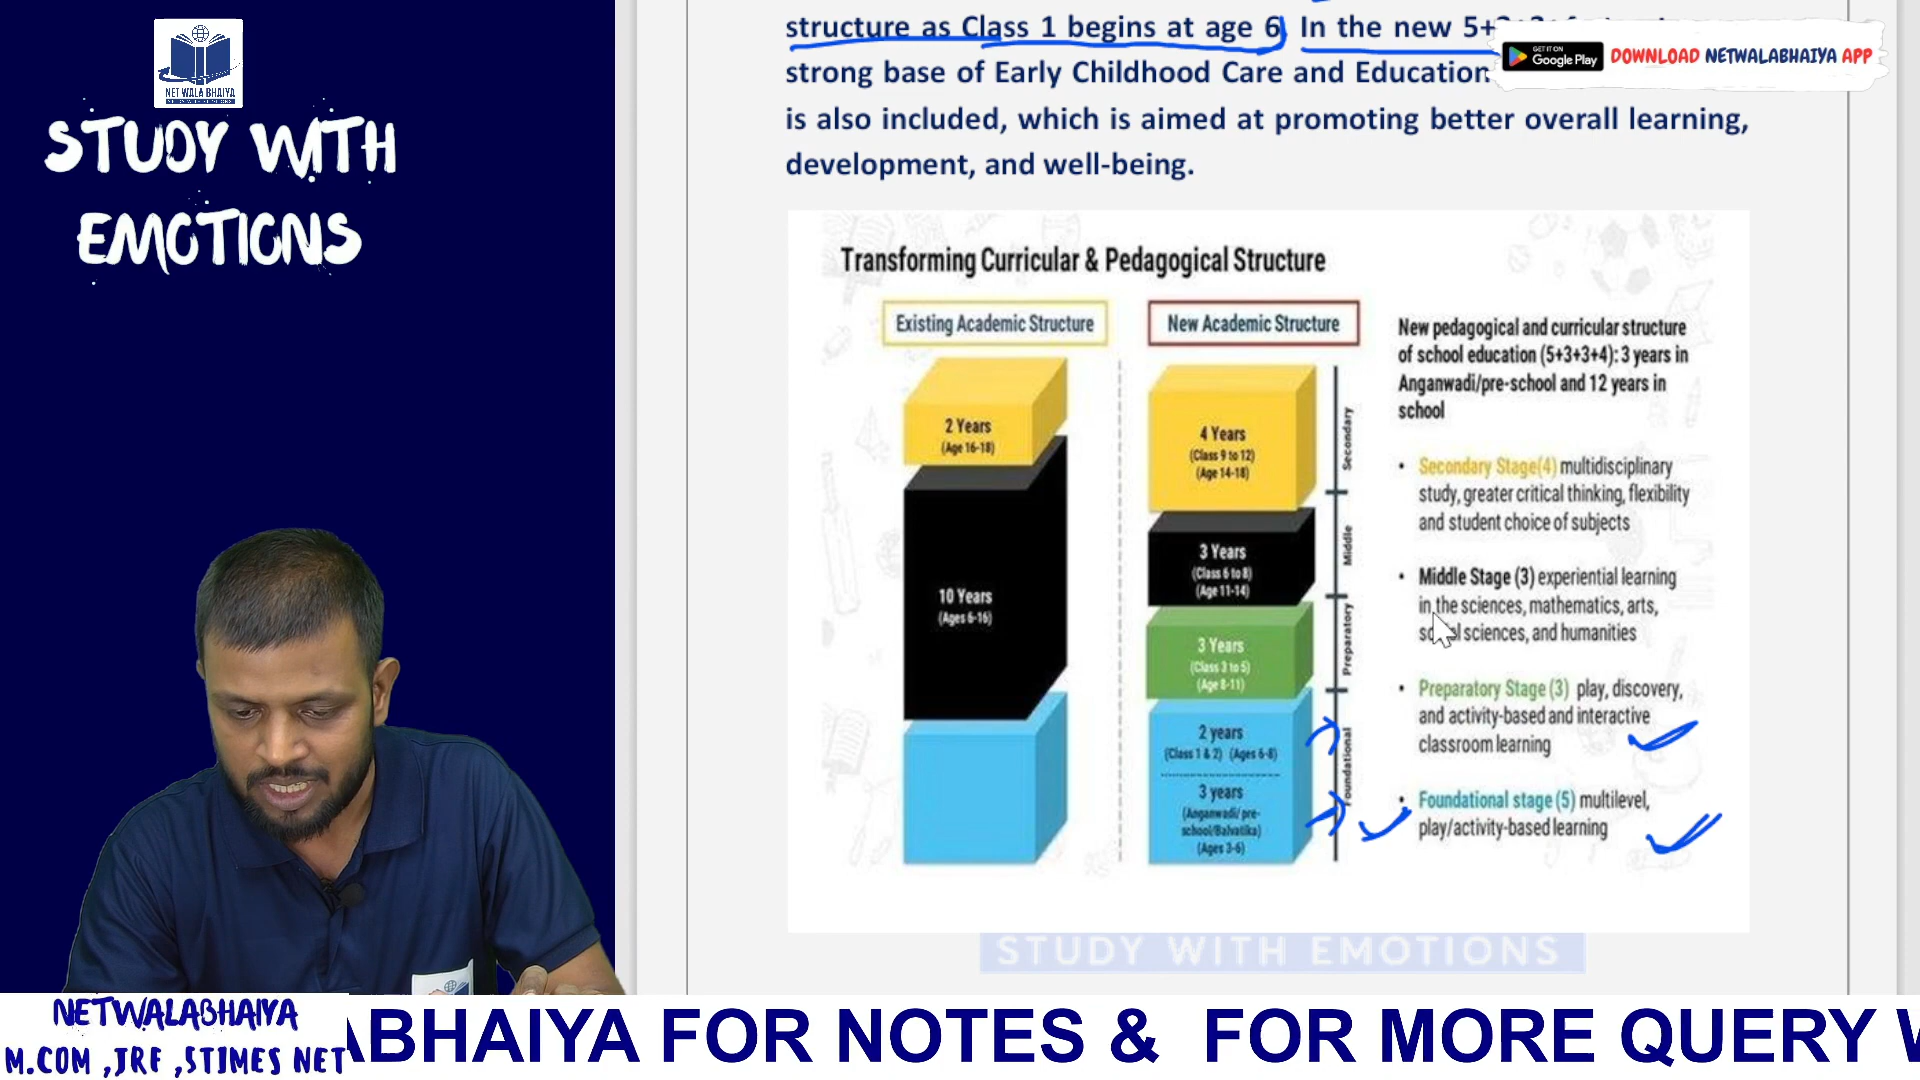 NET WALA BHAIYA
STUDY WITH EMOTIONS
STUDY WITH
EMOTIONS
structure as Class 1 begins at age 6. In the new 5+
strong base of Early Childhood Care and Education
is also included, which is aimed at promoting better overall learning,
development, and well-being.
GET IT ON
Google Play
DOWNLOAD NETWALABHAIYA APP
Transforming Curricular & Pedagogical Structure
Existing Academic Structure
2 Years
(Age 16-18)
10 Years
(Ages 6-16)
New Academic Structure
4 Years
(Class 9 to 12)
(Age 14-18)
Secondary
3 Years
(Class 6 to 8)
(Age 11-14)
Middle
3 Years
(Class 3 to 5)
(Age 8-11)
Preparatory
2 years
(Class 1 & 2) (Ages 6-8)
3 years
(Anganwadi/ pre-
school/Balvatika)
(Ages 3-6)
Foundational
New pedagogical and curricular structure
of school education (5+3+3+4): 3 years in
Anganwadi/pre-school and 12 years in
school
• Secondary Stage(4) multidisciplinary
study, greater critical thinking, flexibility
and student choice of subjects
• Middle Stage (3) experiential learning
in the sciences, mathematics, arts,
social sciences, and humanities
• Preparatory Stage (3) play, discovery,
and activity-based and interactive
classroom learning
• Foundational stage (5) multilevel,
play/activity-based learning
STUDY WITH EMOTIONS
NETWALABHAIYA
M.COM ,JRF ,5TIMES NET
ABHAIYA FOR NOTES & FOR MORE QUERY W